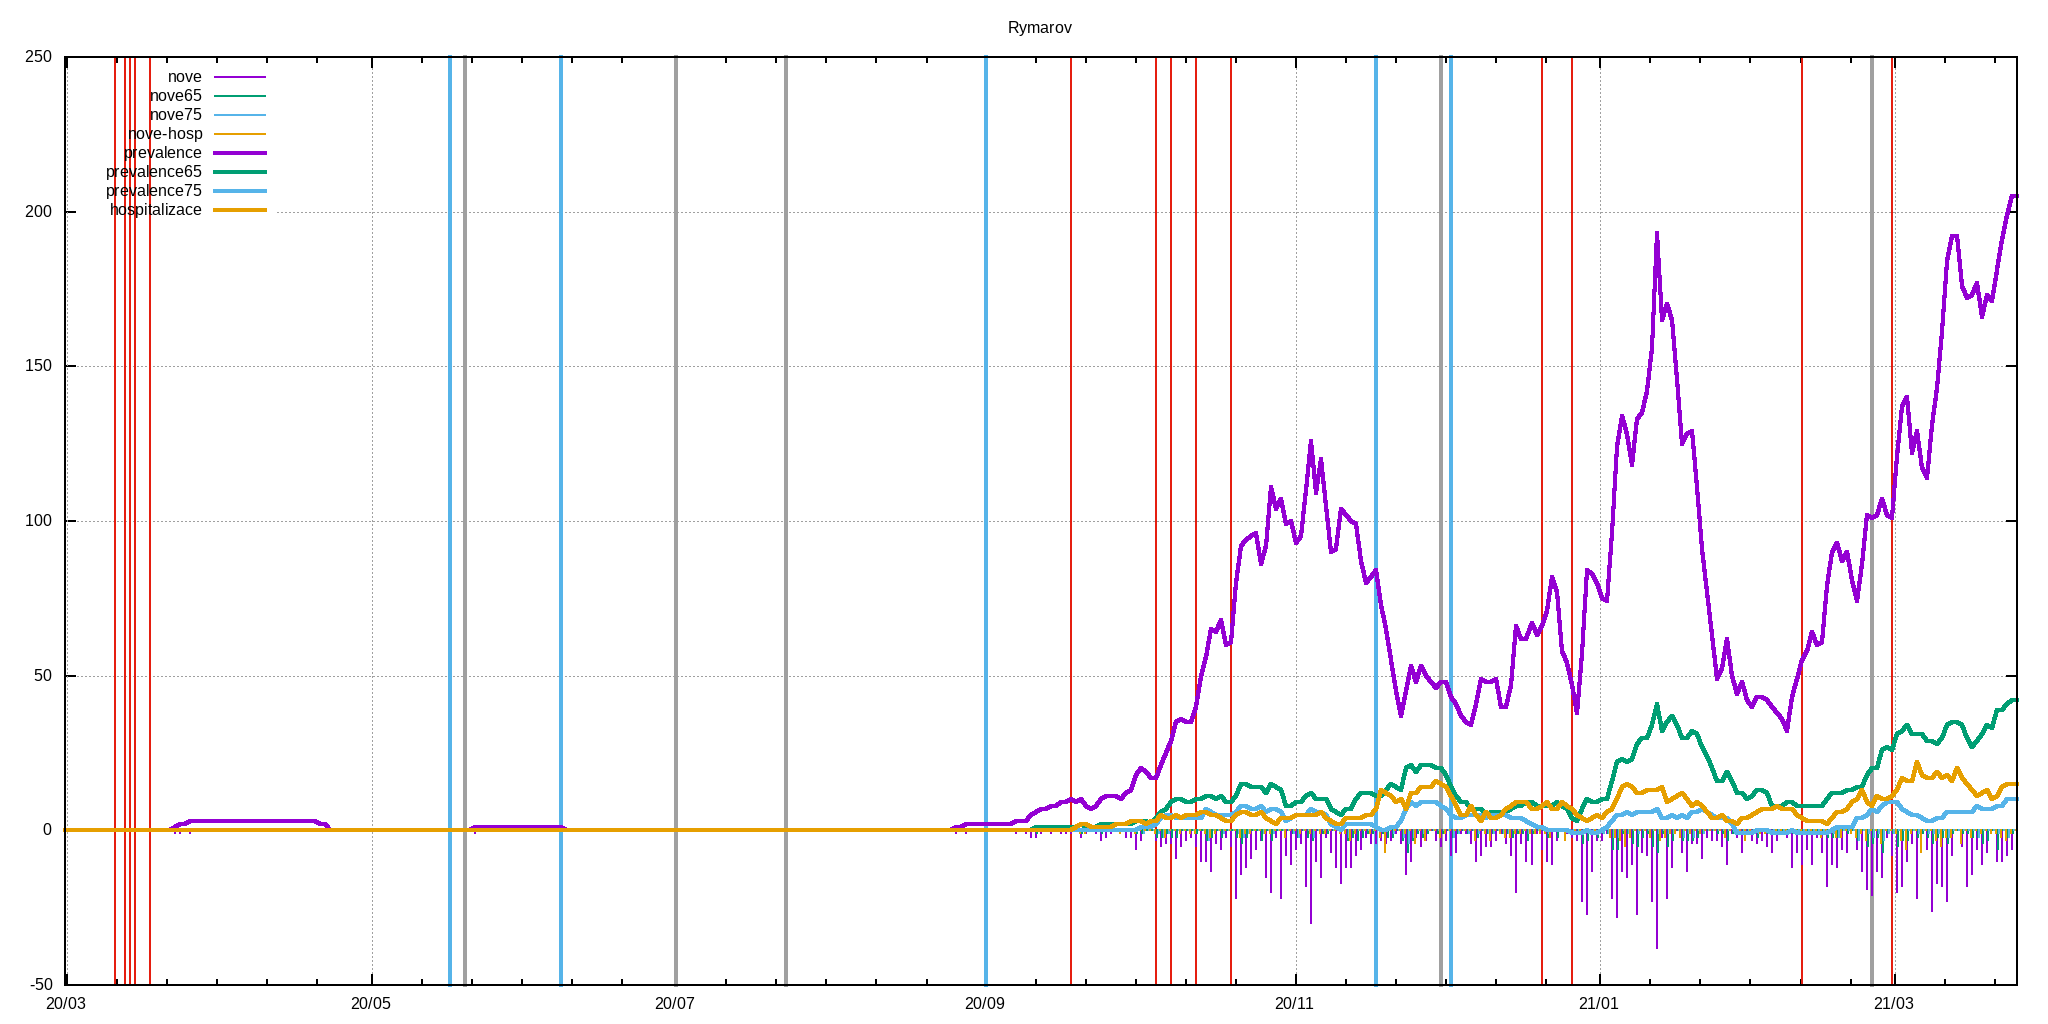 Rymarov
250
200
150
100
50
0
-50
nove
nove65
nove75
nove-hosp
prevalence
prevalence65
prevalence75
hospitalizace
20/03 20/05 20/07 20/09 20/11 21/01 21/03